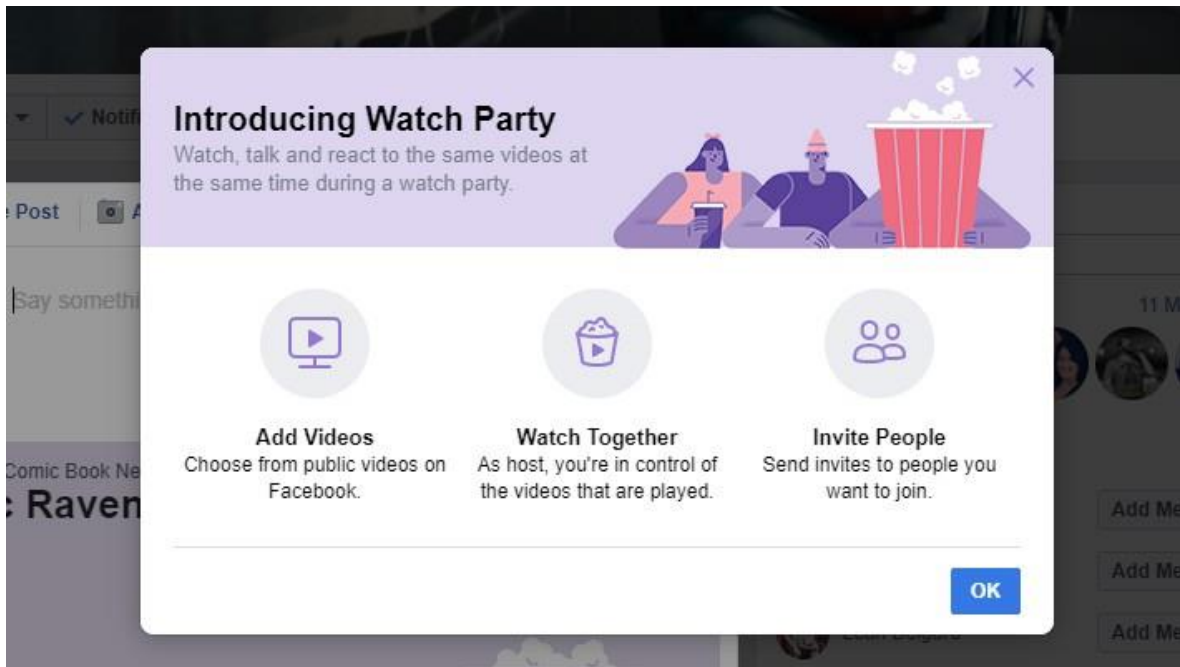 Notifi
Introducing Watch Party
Watch, talk and react to the same videos at
the same time during a watch party.
Post
Say somethi
11 M
Add Videos
Choose from public videos on
Facebook.
Watch Together
As host, you're in control of
the videos that are played.
Invite People
Send invites to people you
want to join.
Comic Book Ne
Raven
Add Me
Add Me
OK
Add Me